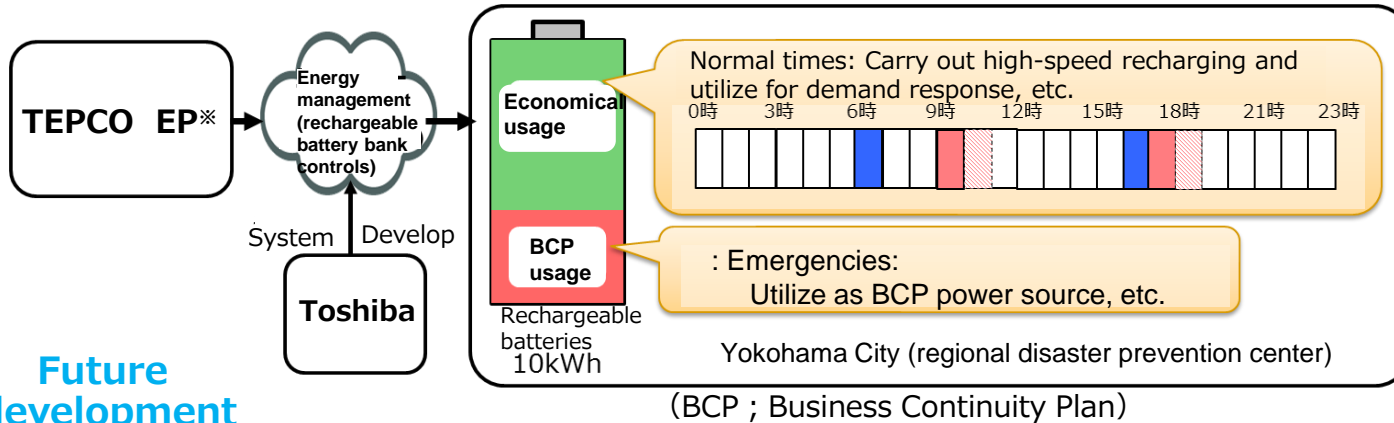 TEPCO EP※
Energy
management
(rechargeable
battery bank
controls)
System
Develop
Toshiba
Economical
usage
BCP
usage
Rechargeable
batteries
10kWh
Normal times: Carry out high-speed recharging and
utilize for demand response, etc.
0時 3時 6時 9時 12時 15時 18時 21時 23時
: Emergencies:
Utilize as BCP power source, etc.
Yokohama City (regional disaster prevention center)
(BCP ; Business Continuity Plan)
Future
development